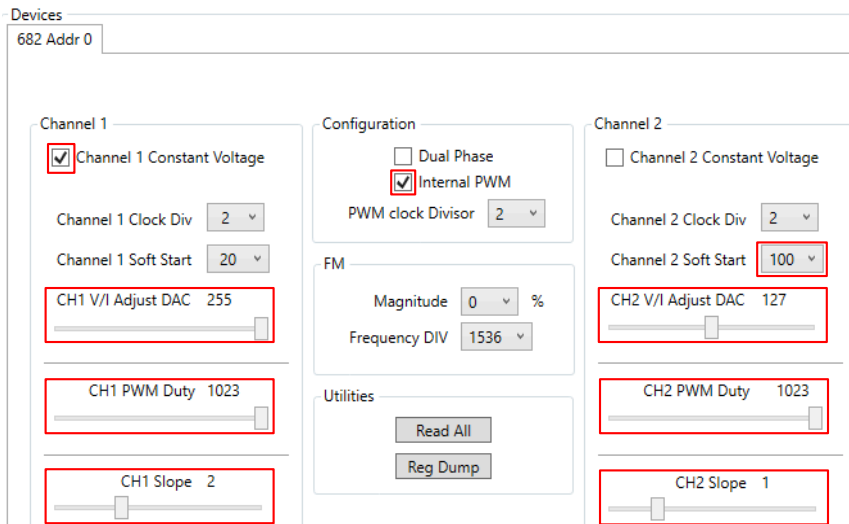 Devices
682 Addr 0
Channel 1
Channel 1 Constant Voltage
Channel 1 Clock Div 2
Channel 1 Soft Start 20
CH1 V/I Adjust DAC 255
CH1 PWM Duty 1023
CH1 Slope 2
Configuration
Dual Phase
Internal PWM
PWM clock Divisor 2
FM
Magnitude 0 %
Frequency DIV 1536
Utilities
Read All
Reg Dump
Channel 2
Channel 2 Constant Voltage
Channel 2 Clock Div 2
Channel 2 Soft Start 100
CH2 V/I Adjust DAC 127
CH2 PWM Duty 1023
CH2 Slope 1